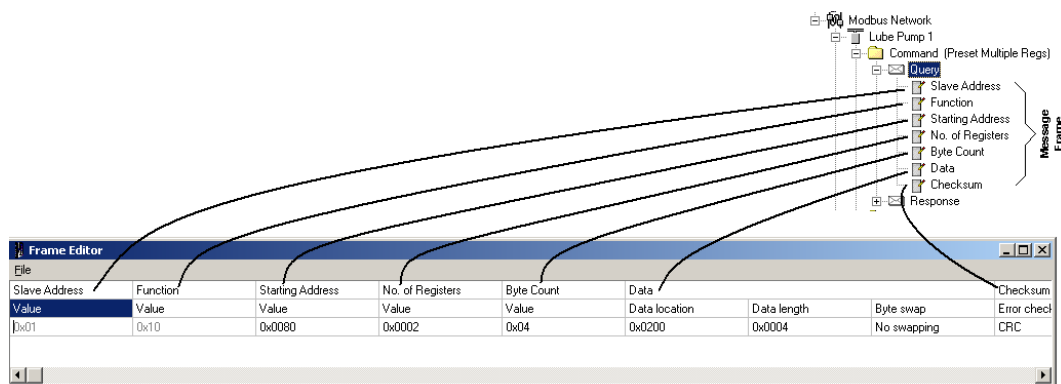 Modbus Network
Lube Pump 1
Command (Preset Multiple Regs)
Query
Slave Address
Function
Starting Address
No. of Registers
Byte Count
Data
Checksum
Response
Message
Frame
Frame Editor
File
Slave Address Function Starting Address No. of Registers Byte Count Data Checksum
Value Value Value Value Value Data location Data length Byte swap Error check
0x01 0x10 0x0080 0x0002 0x04 0x0200 0x0004 No swapping CRC